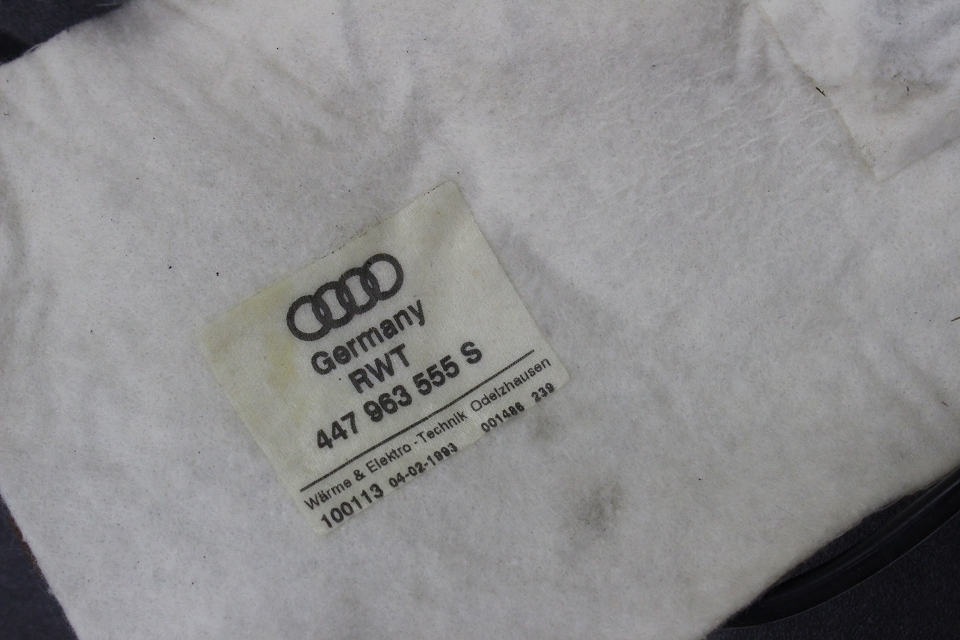 Germany
RWT
447 963 555 S
Wärme & Elektro-Technik Odelzhausen
100113 04-02-1993 001486 239